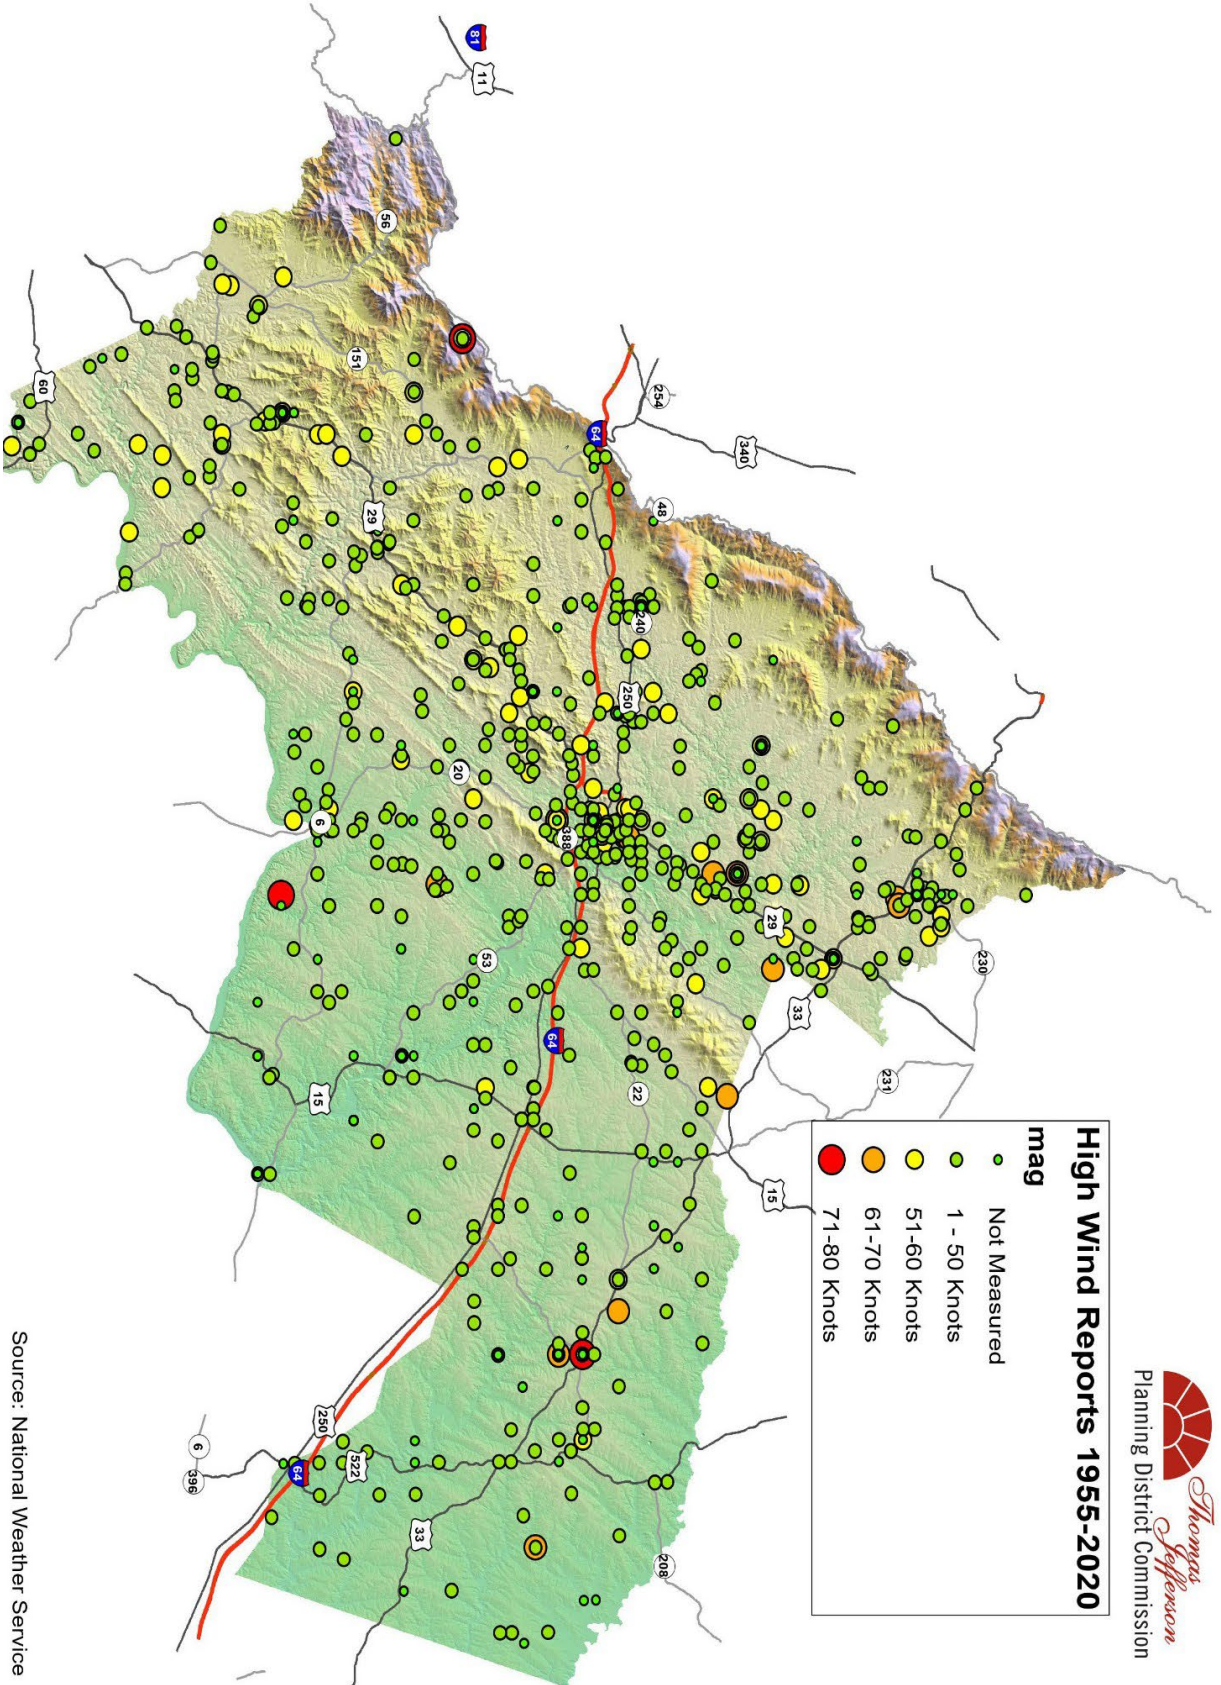 Thomas
Jefferson
Planning District Commission
High Wind Reports 1955-2020
mag
Not Measured
1 - 50 Knots
51-60 Knots
61-70 Knots
71-80 Knots
81
11
56
151
60
254
64
340
48
29
240
250
20
6
388
53
29
230
33
64
231
22
15
15
250
522
64
6
396
33
208
Source: National Weather Service